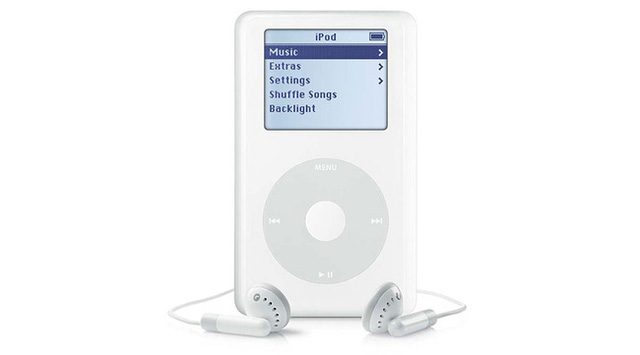 iPod
Music
Extras
Settings
Shuffle Songs
Backlight
MENU